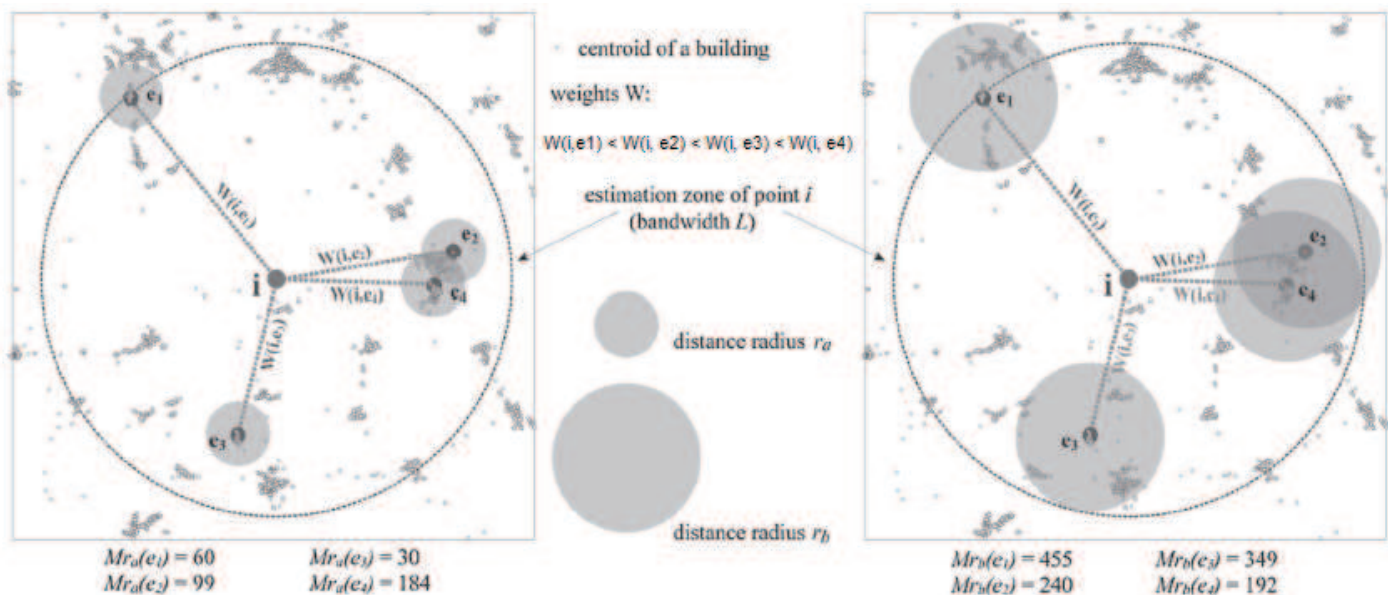 e1
W(i,e1)
e2
W(i,e2)
i
W(i,e4)
e4
W(i,e3)
e3
Mra(e1) = 60
Mra(e3) = 30
Mra(e2) = 99
Mra(e4) = 184
centroid of a building
weights W:
W(i,e1) < W(i, e2) < W(i, e3) < W(i, e4)
estimation zone of point i
(bandwidth L)
distance radius ra
distance radius rb
e1
W(i,e1)
e2
W(i,e2)
i
W(i,e4)
e4
W(i,e3)
e3
Mrb(e1) = 455
Mrb(e3) = 349
Mrb(e2) = 240
Mrb(e4) = 192